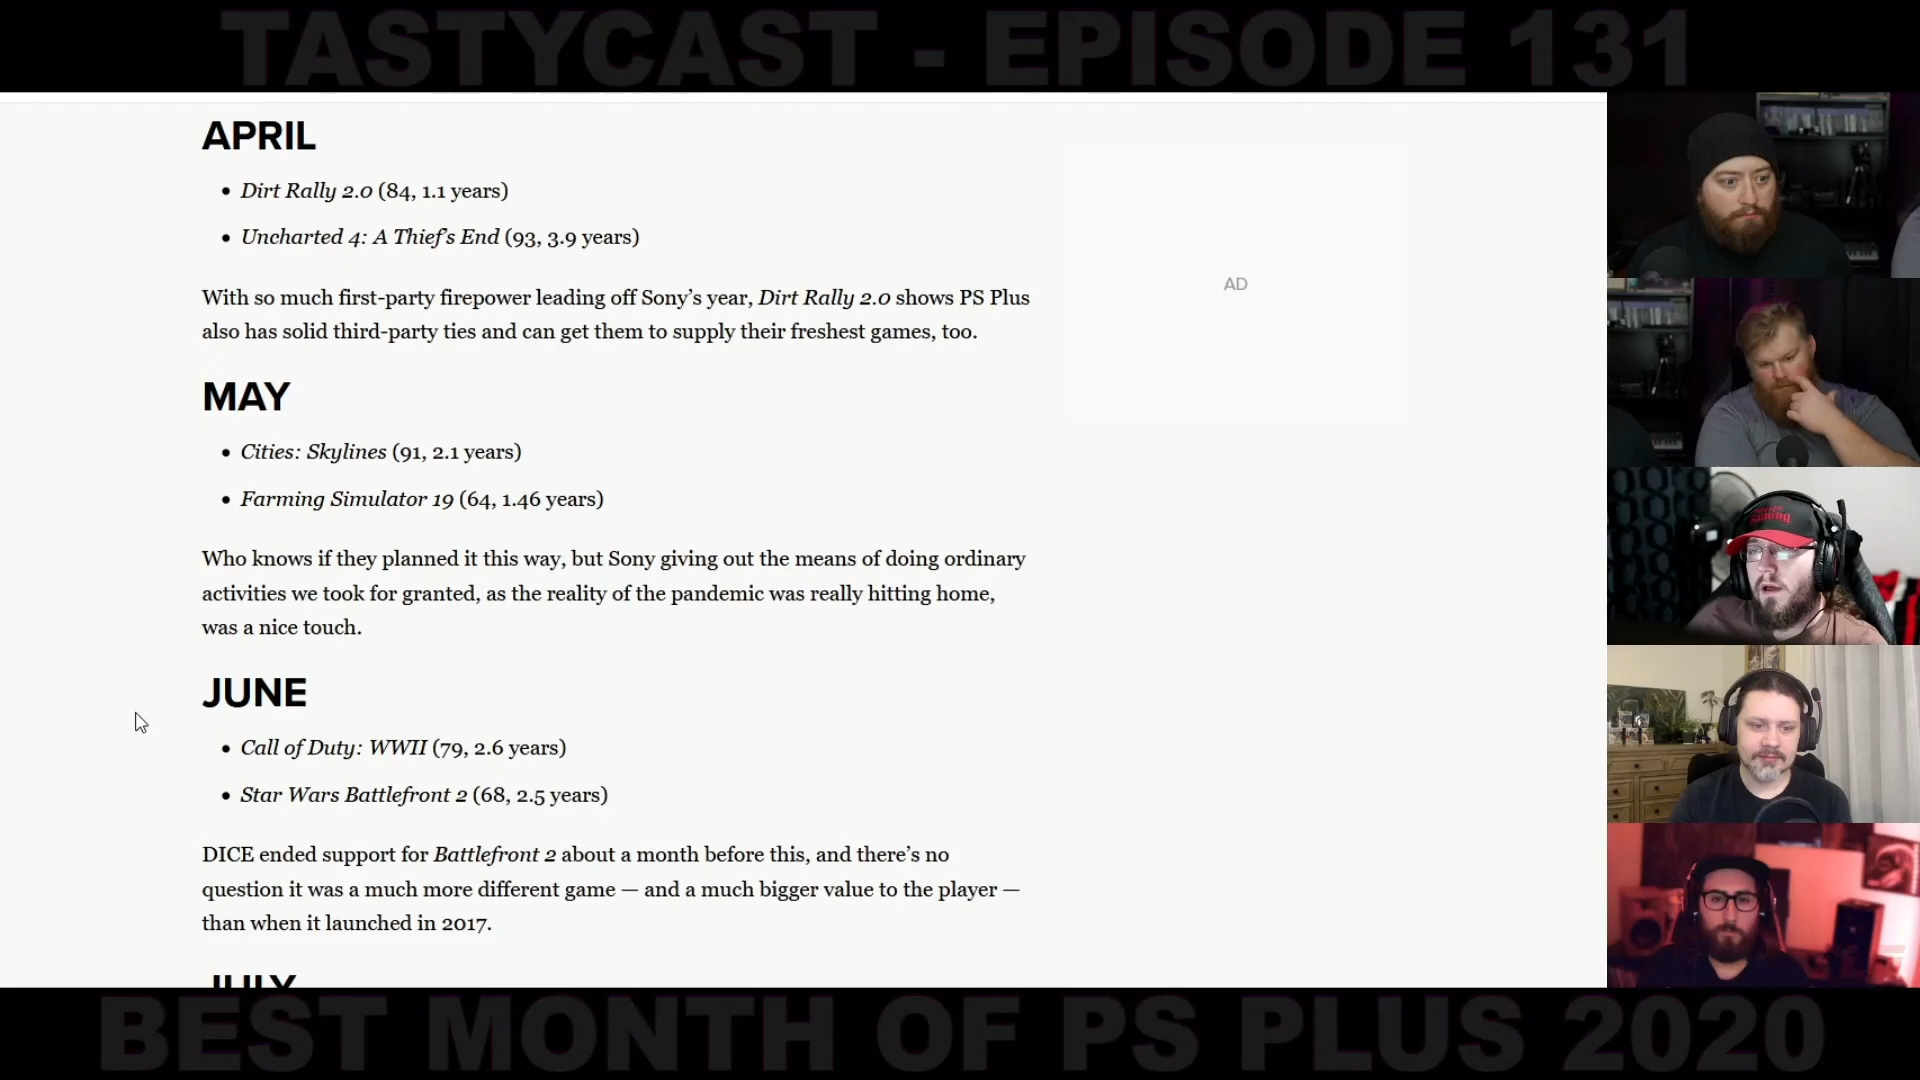 TASTYCAST - EPISODE 131
APRIL
• Dirt Rally 2.0 (84, 1.1 years)
• Uncharted 4: A Thief's End (93, 3.9 years)
With so much first-party firepower leading off Sony's year, Dirt Rally 2.0 shows PS Plus
also has solid third-party ties and can get them to supply their freshest games, too.
AD
MAY
• Cities: Skylines (91, 2.1 years)
• Farming Simulator 19 (64, 1.46 years)
Who knows if they planned it this way, but Sony giving out the means of doing ordinary
activities we took for granted, as the reality of the pandemic was really hitting home,
was a nice touch.
JUNE
• Call of Duty: WWII (79, 2.6 years)
• Star Wars Battlefront 2 (68, 2.5 years)
DICE ended support for Battlefront 2 about a month before this, and there's no
question it was a much more different game — and a much bigger value to the player —
than when it launched in 2017.
JULY
BEST MONTH OF PS PLUS 2020